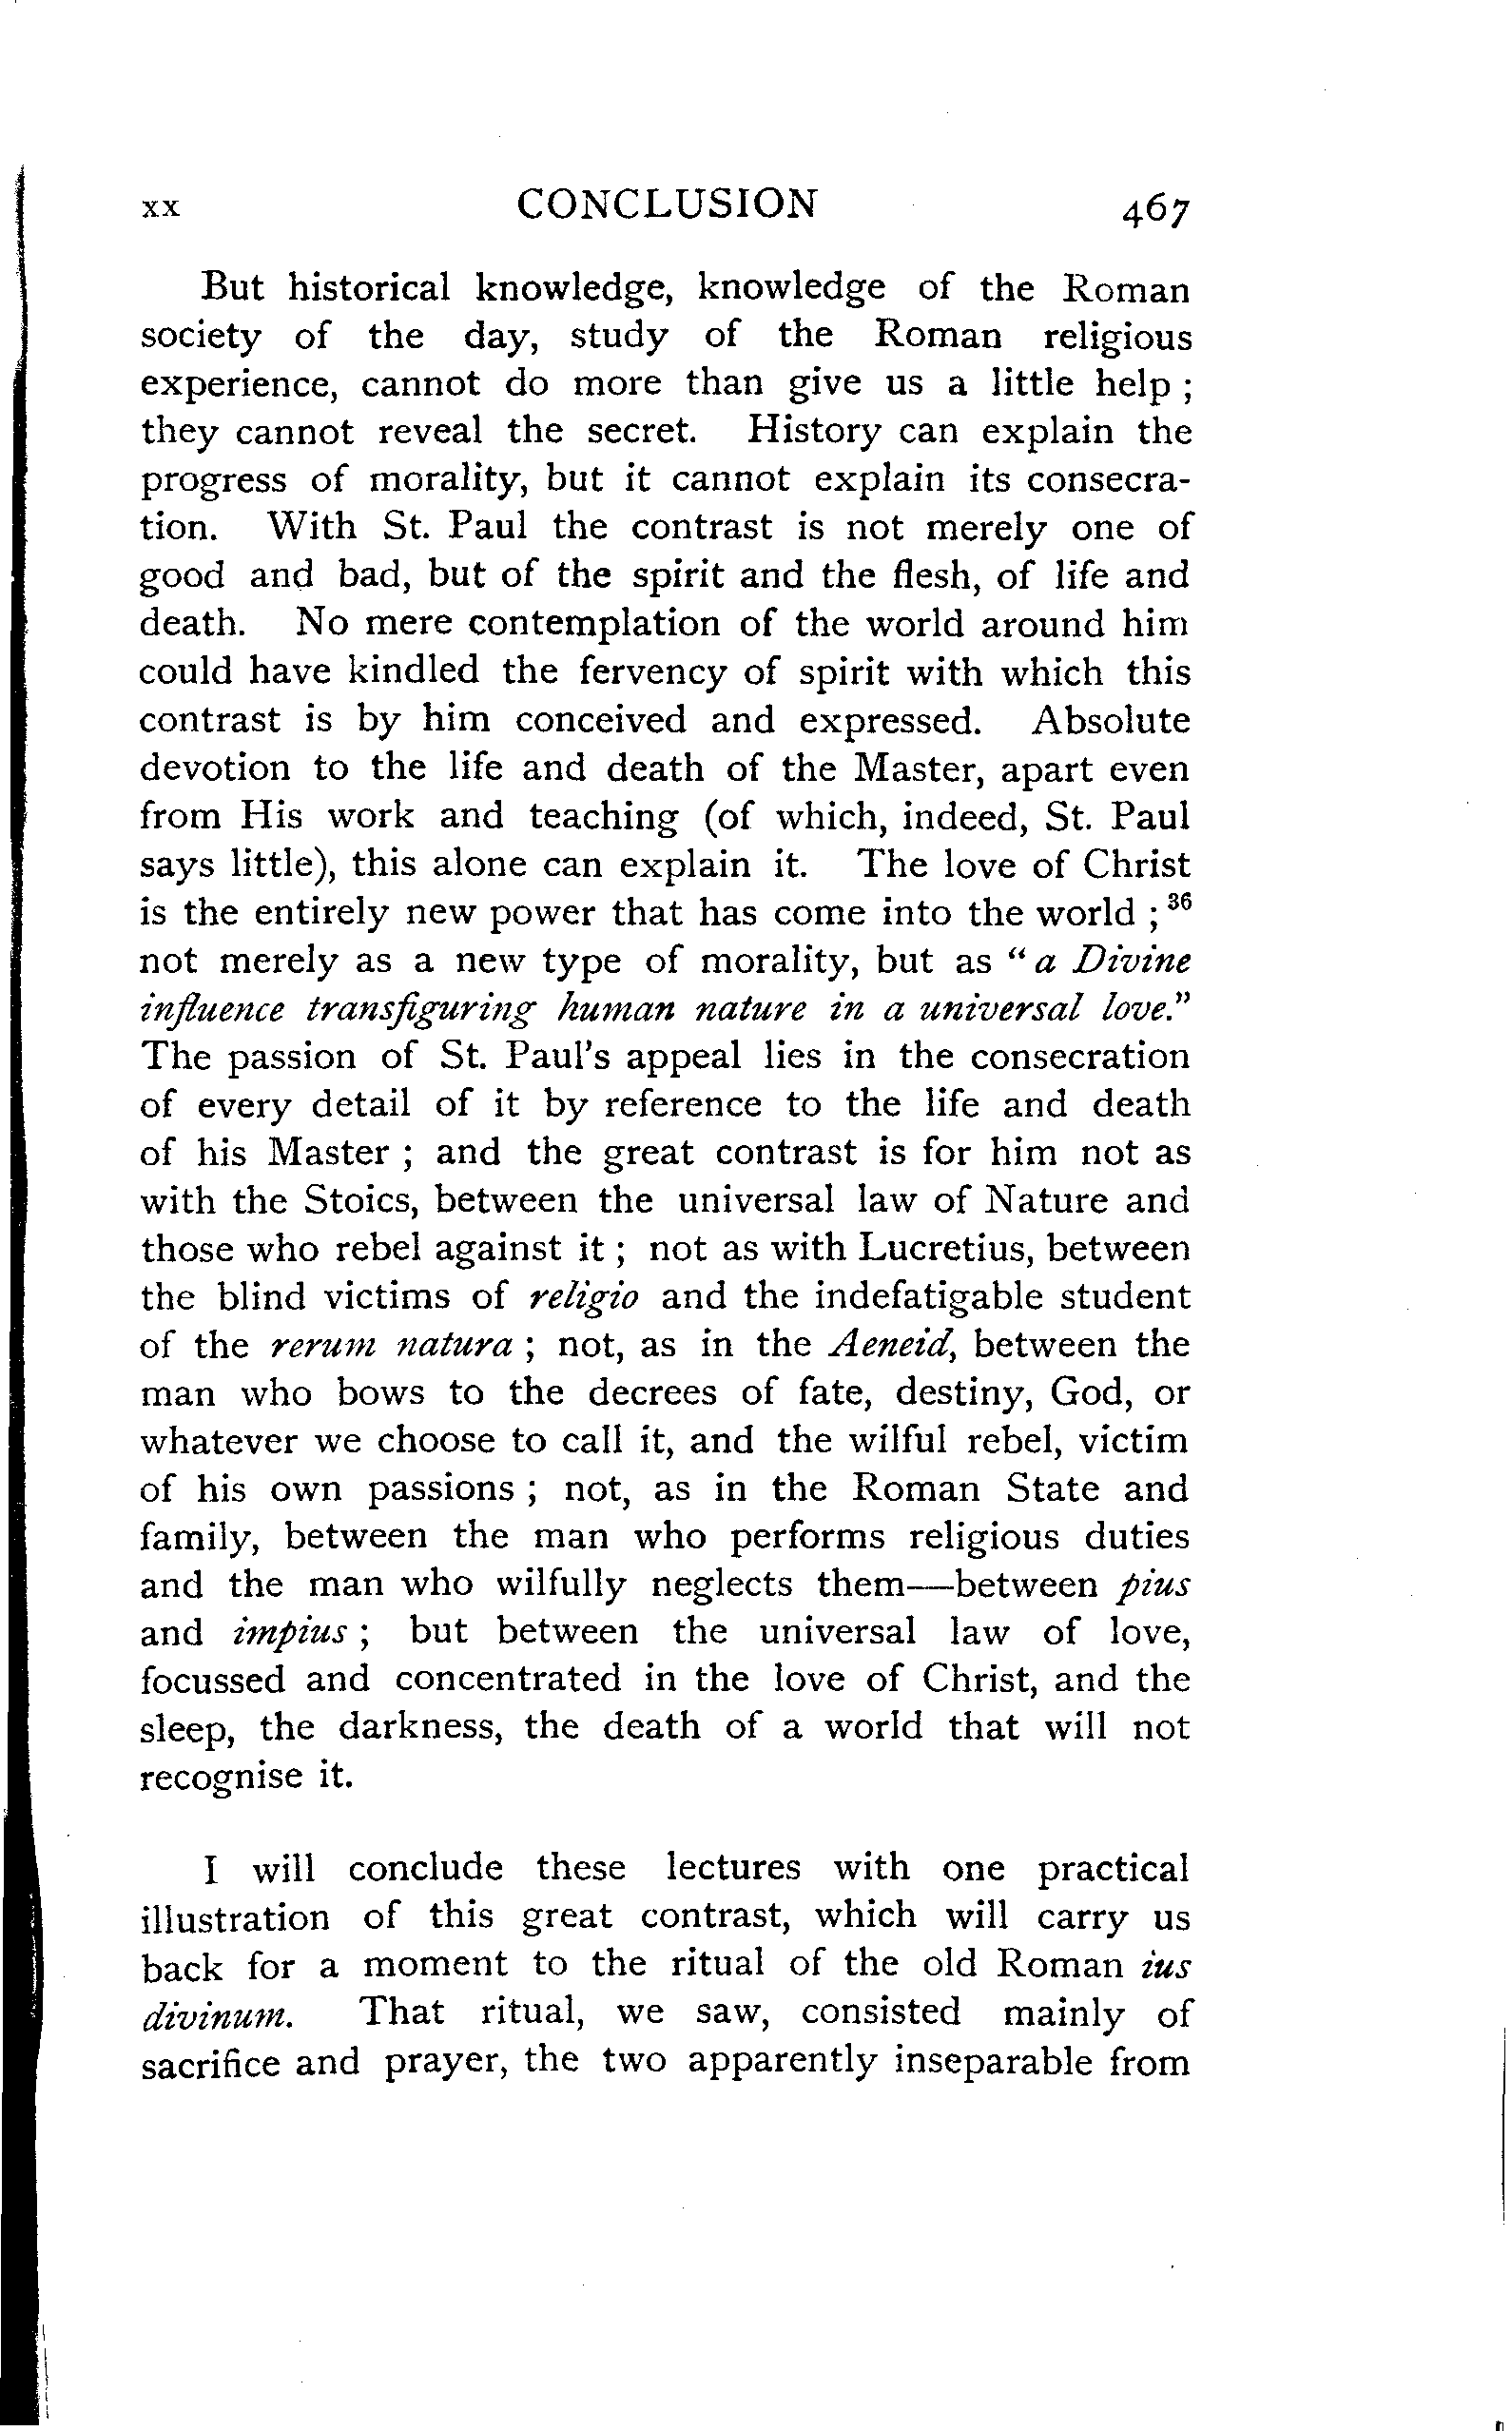 xx CONCLUSION 467
But historical knowledge, knowledge of the Roman
society of the day, study of the Roman religious
experience, cannot do more than give us a little help ;
they cannot reveal the secret. History can explain the
progress of morality, but it cannot explain its consecra-
tion. With St. Paul the contrast is not merely one of
good and bad, but of the spirit and the flesh, of life and
death. No mere contemplation of the world around him
could have kindled the fervency of spirit with which this
contrast is by him conceived and expressed. Absolute
devotion to the life and death of the Master, apart even
from His work and teaching (of which, indeed, St. Paul
says little), this alone can explain it. The love of Christ
is the entirely new power that has come into the world ;³⁶
not merely as a new type of morality, but as “a Divine
influence transfiguring human nature in a universal love.”
The passion of St. Paul's appeal lies in the consecration
of every detail of it by reference to the life and death
of his Master ; and the great contrast is for him not as
with the Stoics, between the universal law of Nature and
those who rebel against it ; not as with Lucretius, between
the blind victims of religio and the indefatigable student
of the rerum natura ; not, as in the Aeneid, between the
man who bows to the decrees of fate, destiny, God, or
whatever we choose to call it, and the wilful rebel, victim
of his own passions ; not, as in the Roman State and
family, between the man who performs religious duties
and the man who wilfully neglects them—between pius
and impius ; but between the universal law of love,
focussed and concentrated in the love of Christ, and the
sleep, the darkness, the death of a world that will not
recognise it.
I will conclude these lectures with one practical
illustration of this great contrast, which will carry us
back for a moment to the ritual of the old Roman ius
divinum. That ritual, we saw, consisted mainly of
sacrifice and prayer, the two apparently inseparable from